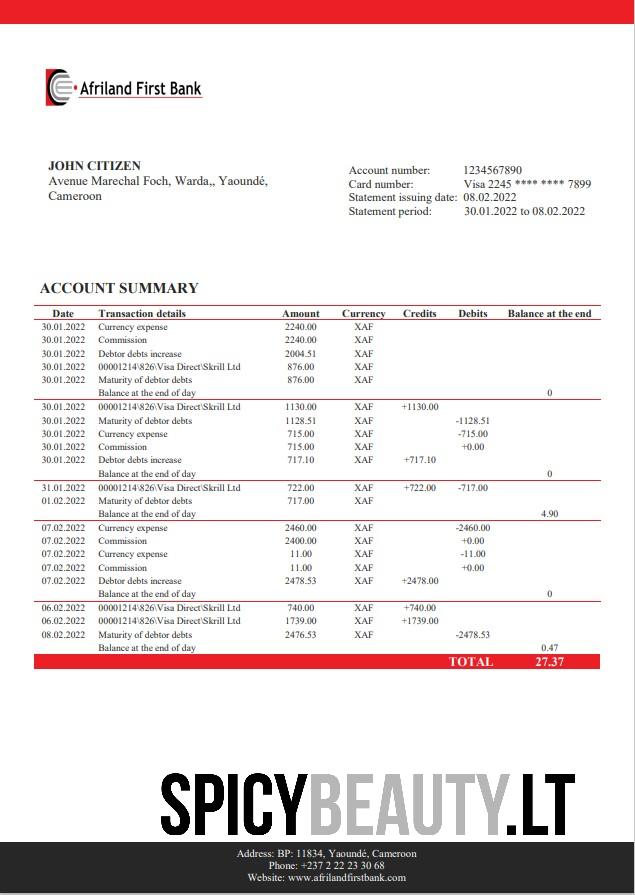 Afriland First Bank
JOHN CITIZEN
Avenue Marechal Foch, Warda,, Yaoundé,
Cameroon
Account number: 1234567890
Card number: Visa 2245 **** **** 7899
Statement issuing date: 08.02.2022
Statement period: 30.01.2022 to 08.02.2022
ACCOUNT SUMMARY
Date Transaction details Amount Currency Credits Debits Balance at the end
30.01.2022 Currency expense 2240.00 XAF
30.01.2022 Commission 2240.00 XAF
30.01.2022 Debtor debts increase 2004.51 XAF
30.01.2022 00001214\826\Visa Direct\Skrill Ltd 876.00 XAF
30.01.2022 Maturity of debtor debts 876.00 XAF
Balance at the end of day 0
30.01.2022 00001214\826\Visa Direct\Skrill Ltd 1130.00 XAF +1130.00
30.01.2022 Maturity of debtor debts 1128.51 XAF -1128.51
30.01.2022 Currency expense 715.00 XAF -715.00
30.01.2022 Commission 715.00 XAF +0.00
30.01.2022 Debtor debts increase 717.10 XAF +717.10
Balance at the end of day 0
31.01.2022 00001214\826\Visa Direct\Skrill Ltd 722.00 XAF +722.00 -717.00
01.02.2022 Maturity of debtor debts 717.00 XAF
Balance at the end of day 4.90
07.02.2022 Currency expense 2460.00 XAF -2460.00
07.02.2022 Commission 2400.00 XAF +0.00
07.02.2022 Currency expense 11.00 XAF -11.00
07.02.2022 Commission 11.00 XAF +0.00
07.02.2022 Debtor debts increase 2478.53 XAF +2478.00
Balance at the end of day 0
06.02.2022 00001214\826\Visa Direct\Skrill Ltd 740.00 XAF +740.00
06.02.2022 00001214\826\Visa Direct\Skrill Ltd 1739.00 XAF +1739.00
08.02.2022 Maturity of debtor debts 2476.53 XAF -2478.53
Balance at the end of day 0.47
TOTAL 27.37
SPICYBEAUTY.LT
Address: BP: 11834, Yaoundé, Cameroon
Phone: +237 2 22 23 30 68
Website: www.afrilandfirstbank.com